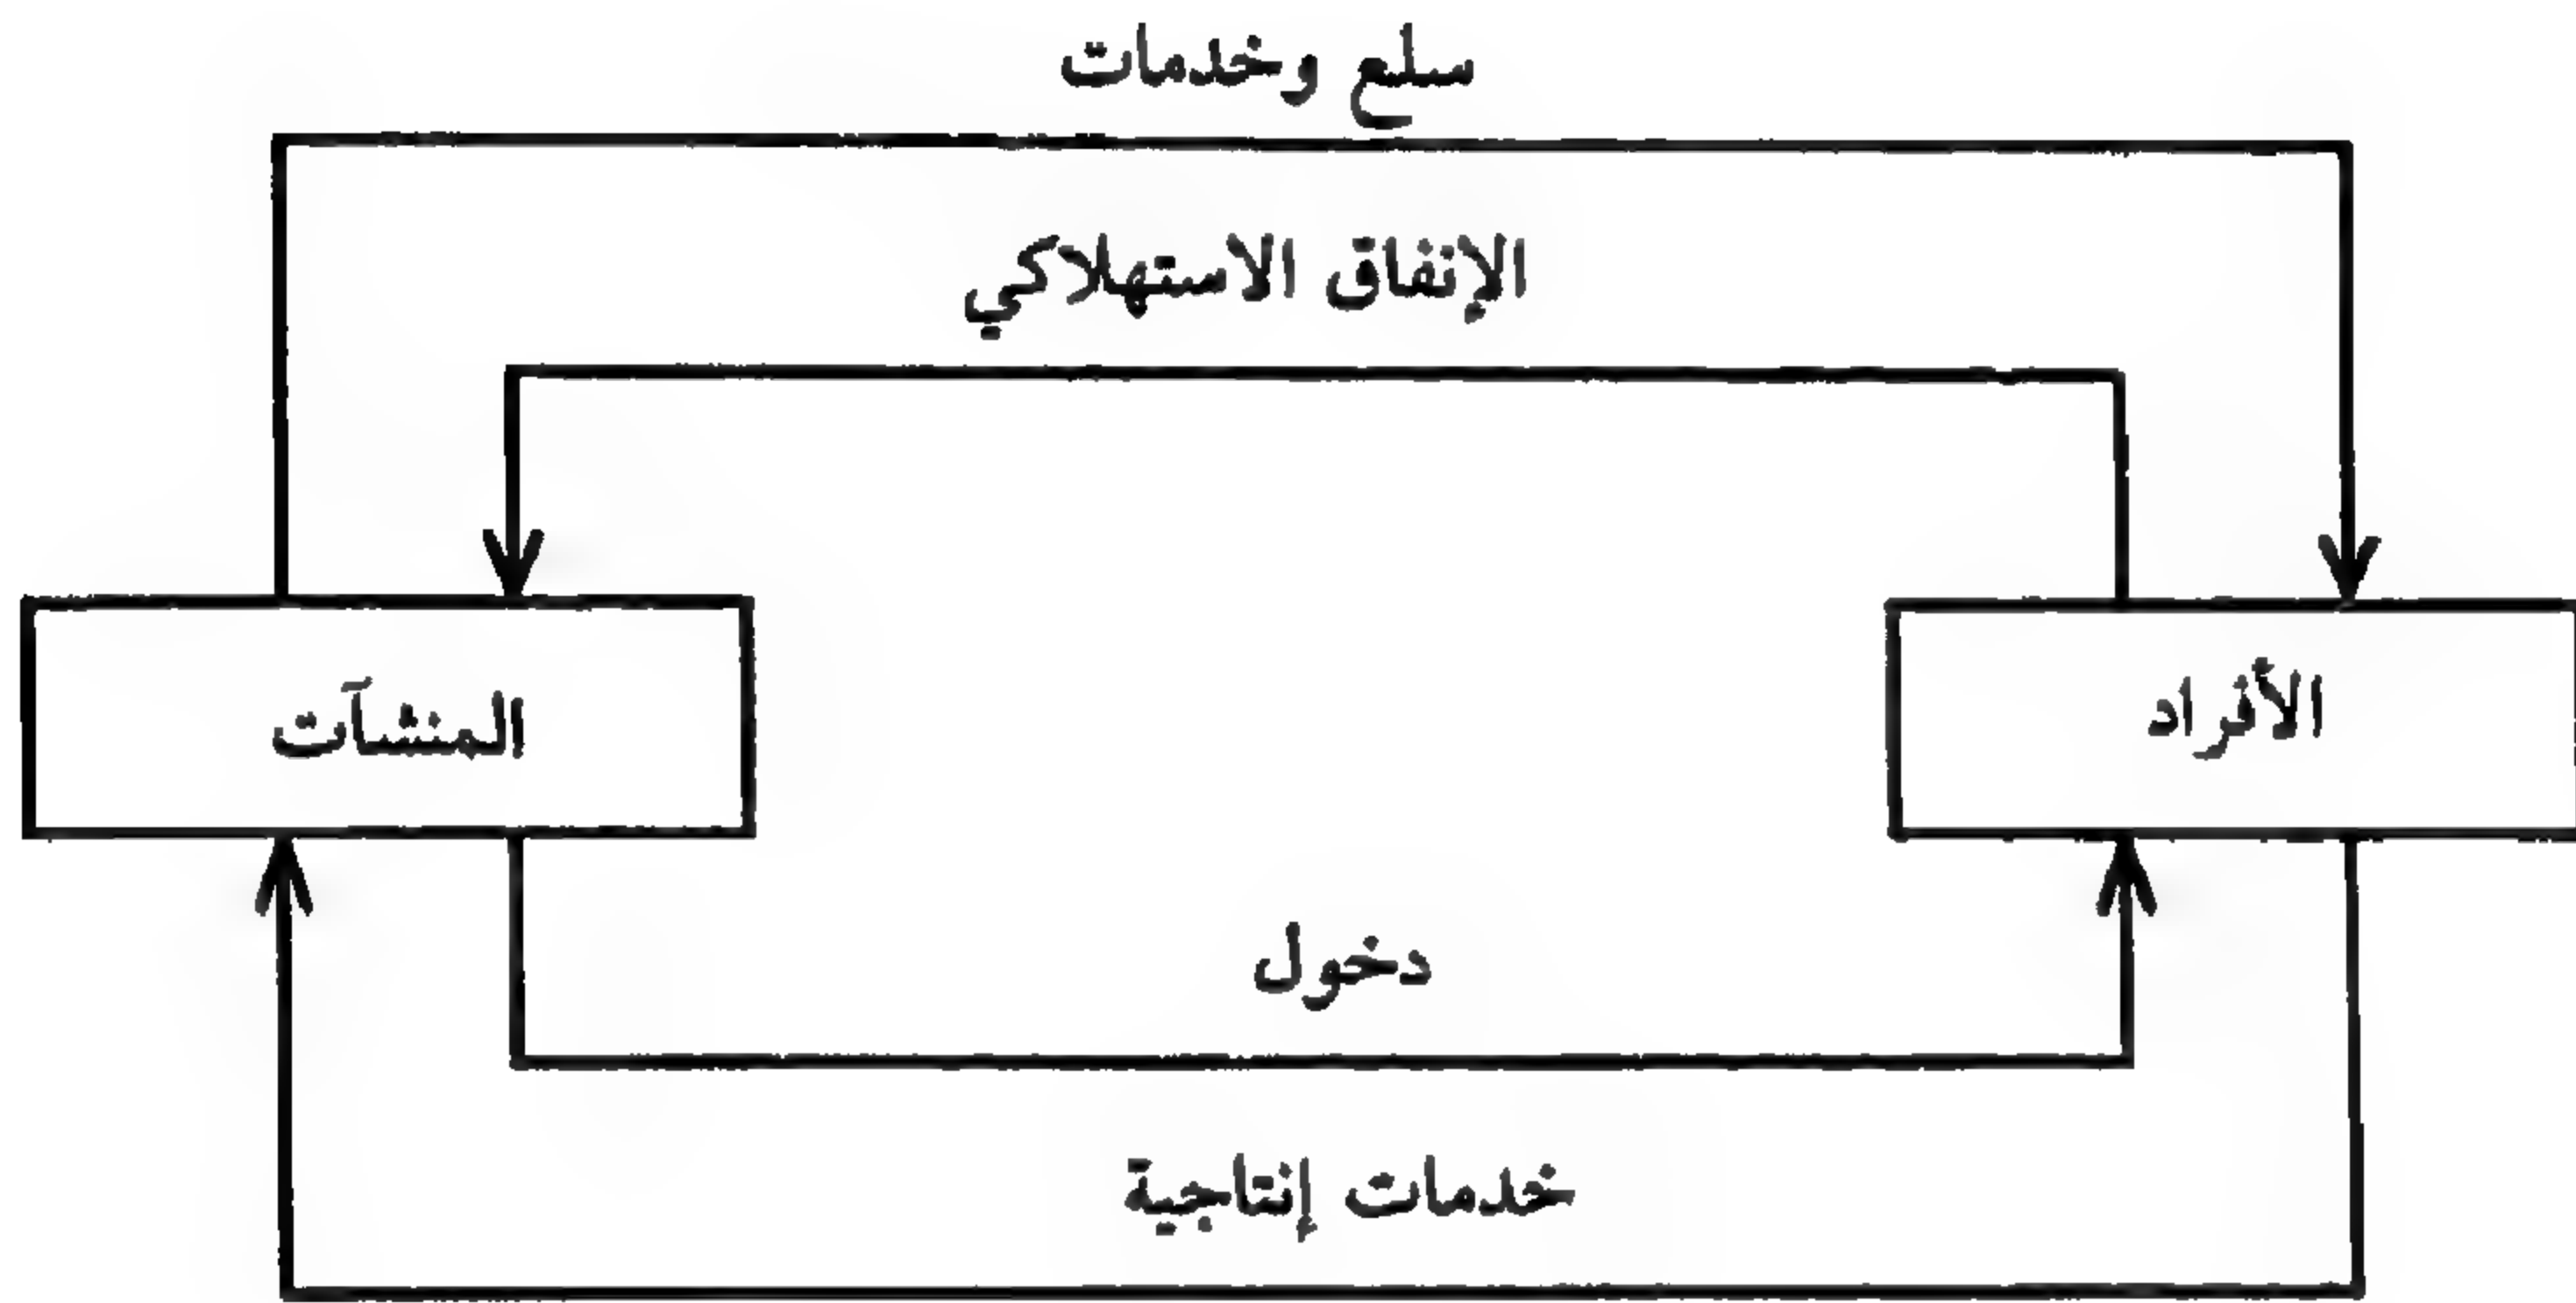 سلع وخدمات
الإنفاق الاستهلاكي
الأفراد
المنشآت
دخول
خدمات إنتاجية